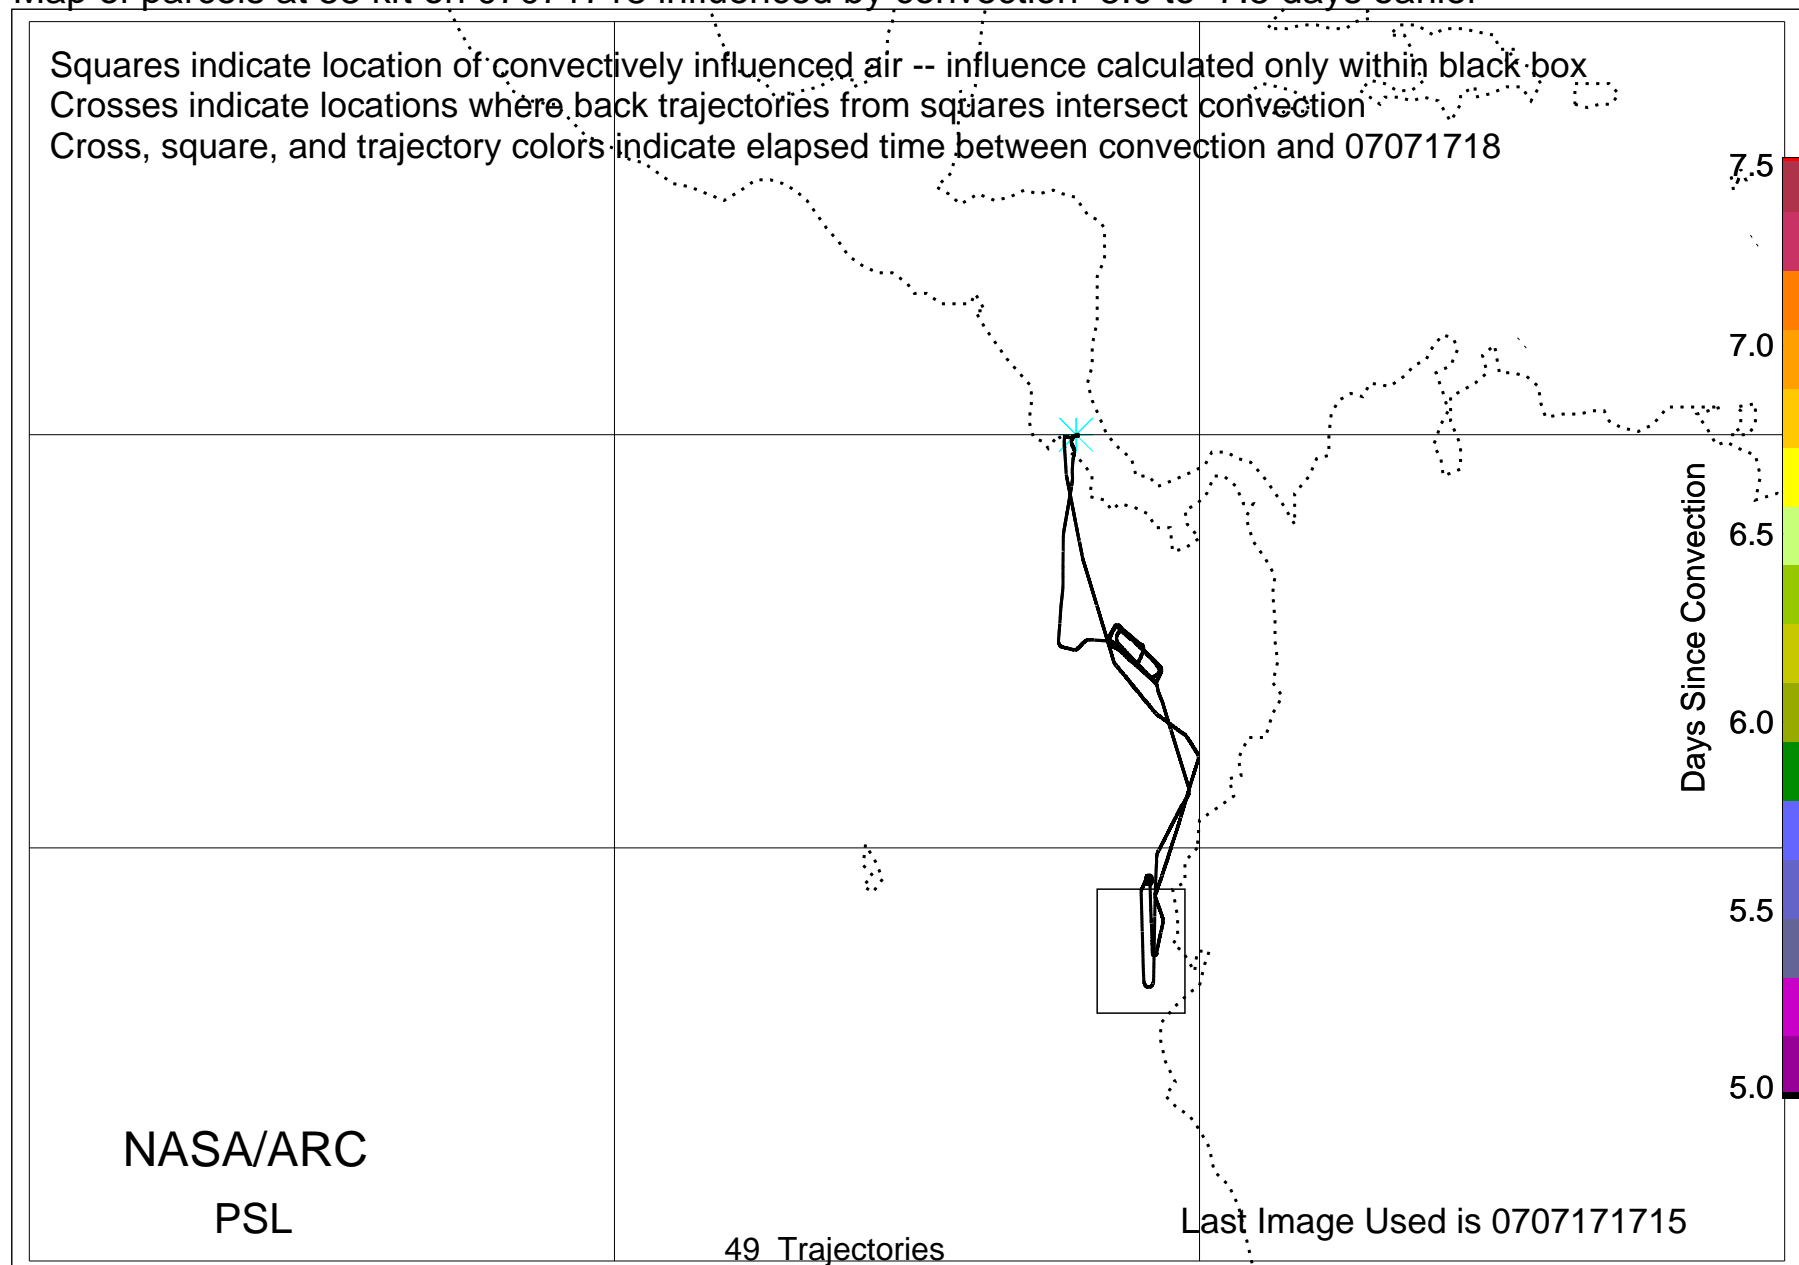 Squares indicate location of convectively influenced air -- influence calculated only within black box
Crosses indicate locations where back trajectories from squares intersect convection
Cross, square, and trajectory colors indicate elapsed time between convection and 07071718
7.5
7.0
6.5
6.0
5.5
5.0
Days Since Convection
NASA/ARC
PSL
Last Image Used is 0707171715
49 Trajectories